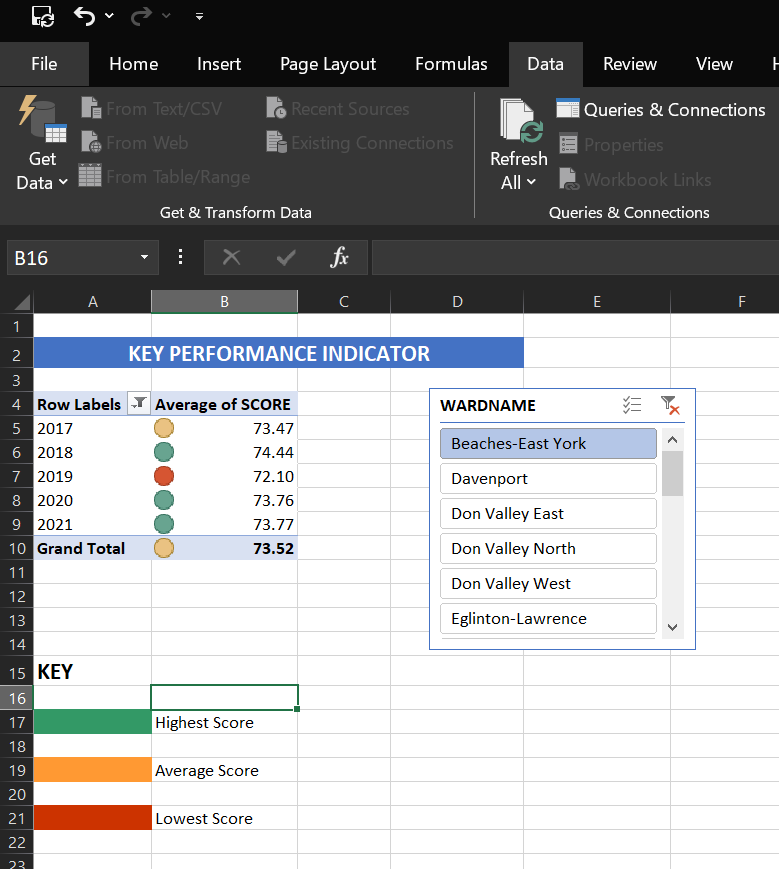 File Home Insert Page Layout Formulas Data Review View H
From Text/CSV Recent Sources Queries & Connections
From Web Existing Connections Properties
Get Data From Table/Range Refresh All Workbook Links
Get & Transform Data Queries & Connections
B16 fx
A B C D E F
1
2 KEY PERFORMANCE INDICATOR
3
4 Row Labels Average of SCORE WARDNAME
5 2017 73.47 Beaches-East York
6 2018 74.44 Davenport
7 2019 72.10
8 2020 73.76 Don Valley East
9 2021 73.77
10 Grand Total 73.52 Don Valley North
11
12 Don Valley West
13 Eglinton-Lawrence
14
15 KEY
16
17 Highest Score
18
19 Average Score
20
21 Lowest Score
22
23